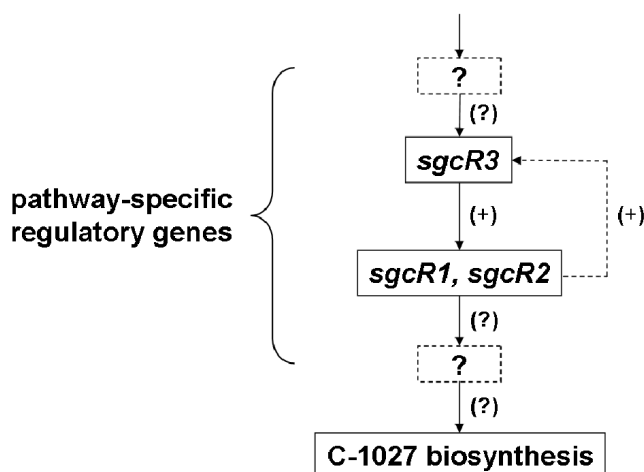 ?
(?)
sgcR3
pathway-specific
regulatory genes
(+)
(+)
sgcR1, sgcR2
(?)
?
(?)
C-1027 biosynthesis